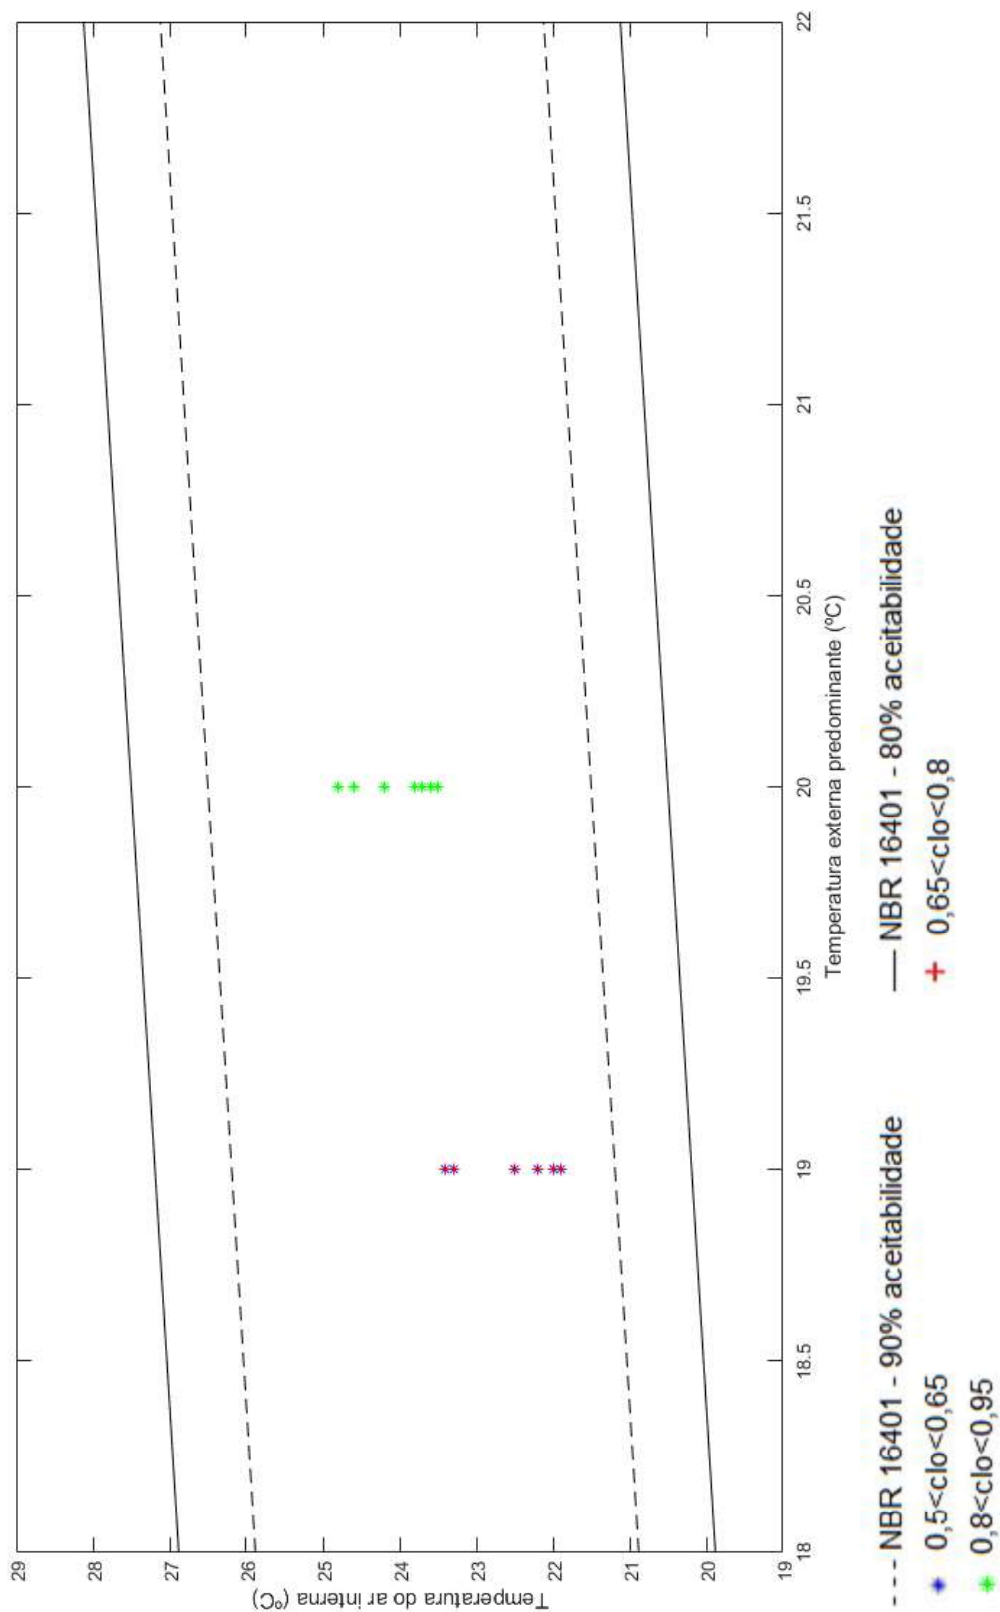 29
28
27
26
25
24
23
22
21
20
19
Temperatura do ar interna (ºC)
18
18.5
19
19.5
20
20.5
21
21.5
22
Temperatura externa predominante (ºC)
--- NBR 16401 - 90% aceitabilidade
— NBR 16401 - 80% aceitabilidade
0,5<clo<0,65
0,65<clo<0,8
0,8<clo<0,95